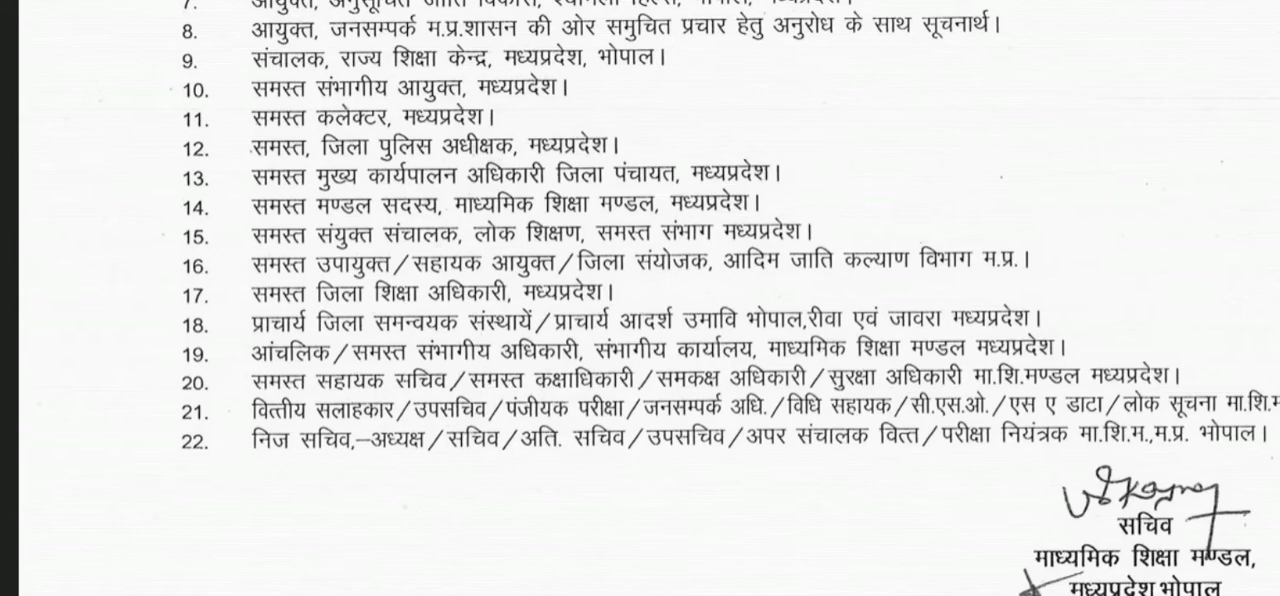 7. आयुक्त, अनुसूचित जाति विकास,
8. आयुक्त, जनसम्पर्क म.प्र.शासन की ओर समुचित प्रचार हेतु अनुरोध के साथ सूचनार्थ।
9. संचालक, राज्य शिक्षा केन्द्र, मध्यप्रदेश, भोपाल।
10. समस्त संभागीय आयुक्त, मध्यप्रदेश।
11. समस्त कलेक्टर, मध्यप्रदेश।
12. समस्त, जिला पुलिस अधीक्षक, मध्यप्रदेश।
13. समस्त मुख्य कार्यपालन अधिकारी जिला पंचायत, मध्यप्रदेश।
14. समस्त मण्डल सदस्य, माध्यमिक शिक्षा मण्डल, मध्यप्रदेश।
15. समस्त संयुक्त संचालक, लोक शिक्षण, समस्त संभाग मध्यप्रदेश।
16. समस्त उपायुक्त/सहायक आयुक्त/जिला संयोजक, आदिम जाति कल्याण विभाग म.प्र.।
17. समस्त जिला शिक्षा अधिकारी, मध्यप्रदेश।
18. प्राचार्य जिला समन्वयक संस्थायें/प्राचार्य आदर्श उमावि भोपाल,रीवा एवं जावरा मध्यप्रदेश।
19. आंचलिक/समस्त संभागीय अधिकारी, संभागीय कार्यालय, माध्यमिक शिक्षा मण्डल मध्यप्रदेश।
20. समस्त सहायक सचिव/समस्त कक्षाधिकारी/समकक्ष अधिकारी/सुरक्षा अधिकारी मा.शि.मण्डल मध्यप्रदेश।
21. वित्तीय सलाहकार/उपसचिव/पंजीयक परीक्षा/जनसम्पर्क अधि./विधि सहायक/सी.एस.ओ./एस ए डाटा/लोक सूचना मा.शि.म
22. निज सचिव,–अध्यक्ष/सचिव/अति. सचिव/उपसचिव/अपर संचालक वित्त/परीक्षा नियंत्रक मा.शि.म.,म.प्र. भोपाल।
सचिव
माध्यमिक शिक्षा मण्डल,
मध्यप्रदेश भोपाल